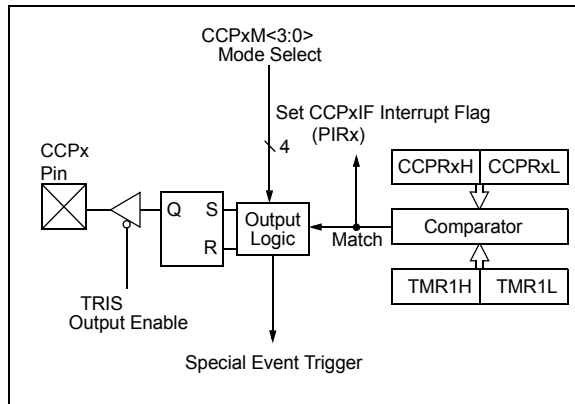 CCPxM<3:0>
Mode Select
Set CCPxIF Interrupt Flag
(PIRx)
4
CCPx
Pin
CCPRxH CCPRxL
Q S
R
Output
Logic
Match
Comparator
TRIS
Output Enable
TMR1H TMR1L
Special Event Trigger